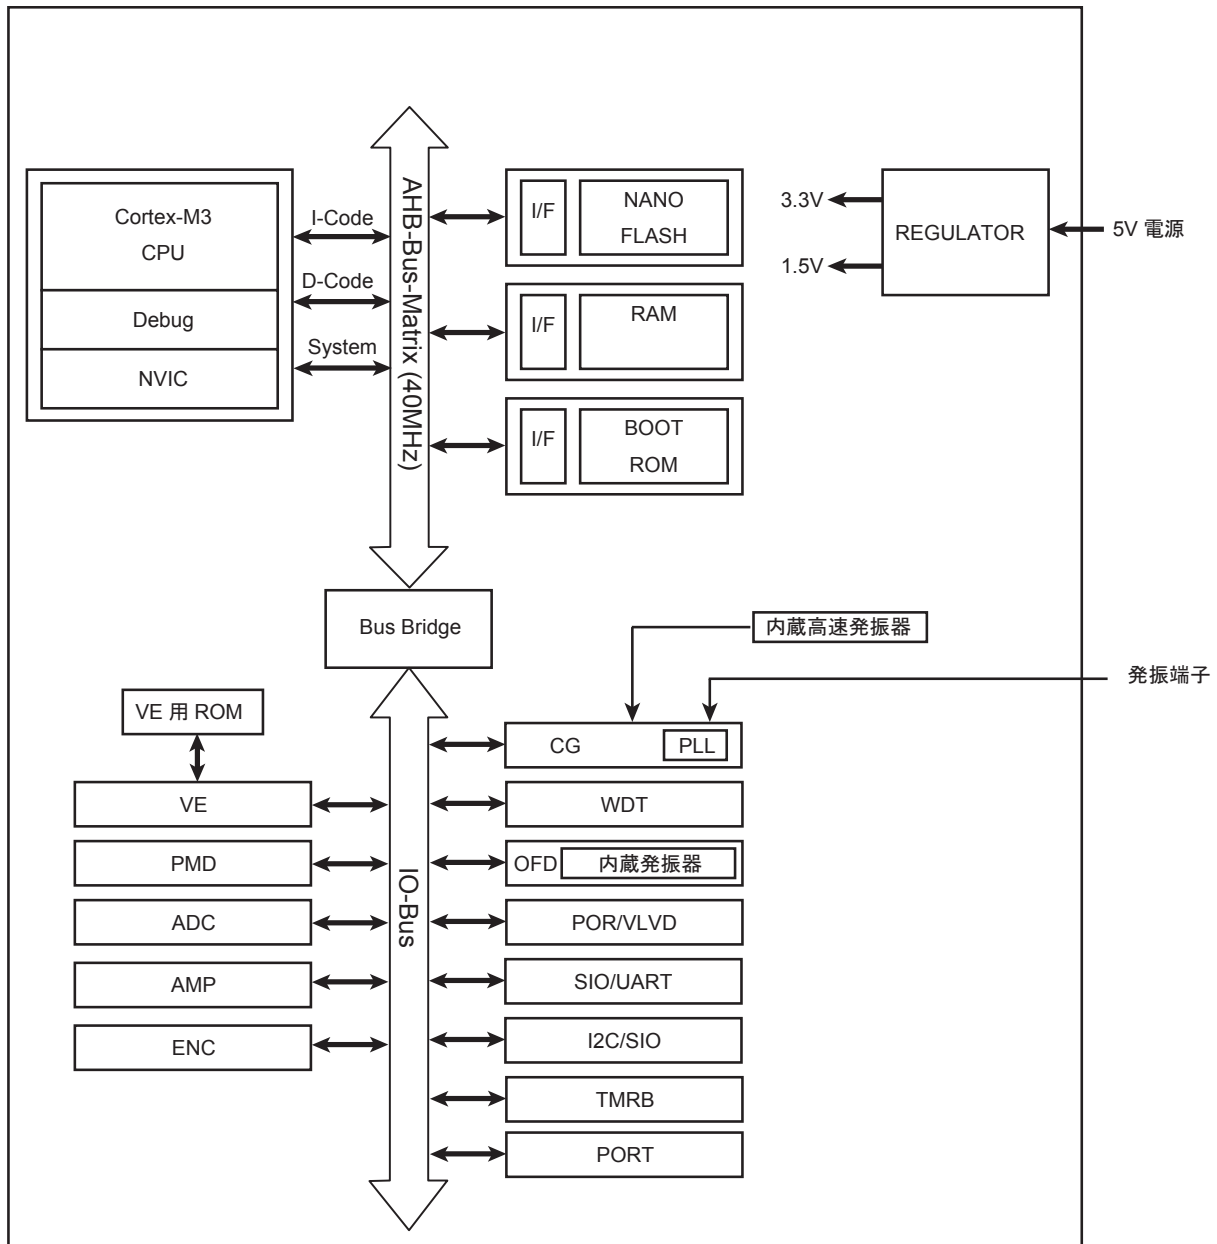 Cortex-M3
CPU
Debug
NVIC
I-Code
D-Code
System
AHB-Bus-Matrix (40MHz)
I/F
NANO
FLASH
I/F
RAM
I/F
BOOT
ROM
3.3V
1.5V
REGULATOR
5V 電源
Bus Bridge
内蔵高速発振器
発振端子
VE 用 ROM
VE
PMD
ADC
AMP
ENC
IO-Bus
CG
PLL
WDT
OFD
内蔵発振器
POR/VLVD
SIO/UART
I2C/SIO
TMRB
PORT